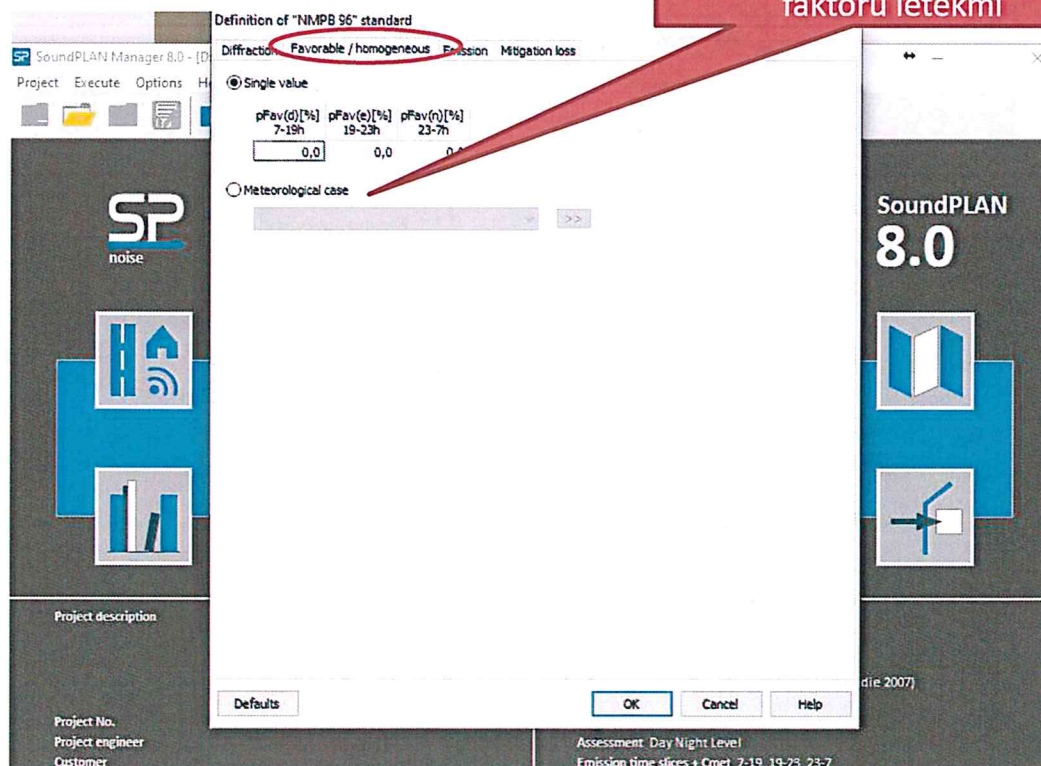 faktoru ietekmi
Definition of "NMPB 96" standard
Diffraction Favorable / homogeneous Emission Mitigation loss
SP SoundPLAN Manager 8.0 - [D
Project Execute Options H
Single value
pFav(d)[%] pFav(e)[%] pFav(n)[%]
7-19h 19-23h 23-7h
0,0 0,0
Meteorological case
>>
SP
noise
SoundPLAN
8.0
Project description
die 2007)
Defaults OK Cancel Help
Project No.
Project engineer
Customer
Assessment Day Night Level
Emission time slices + Cmet 7-19, 19-23, 23-7